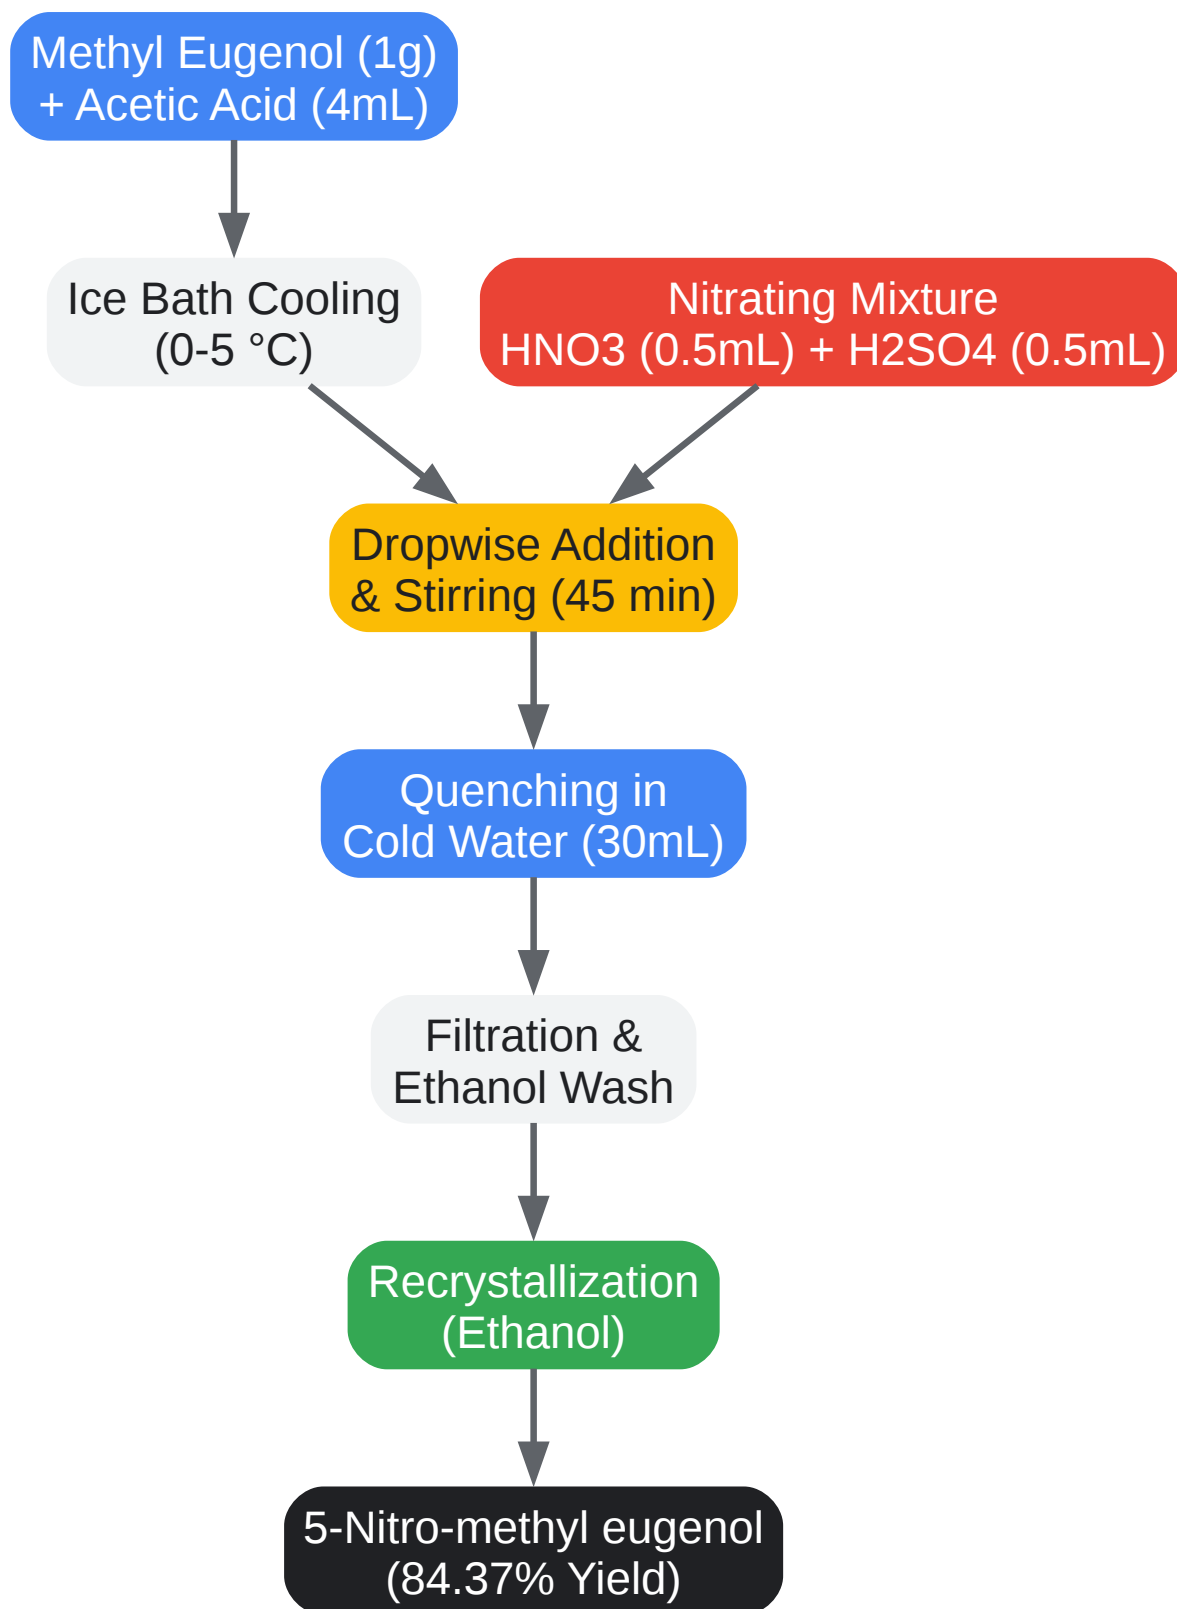 Methyl Eugenol (1g)
+ Acetic Acid (4mL)
Ice Bath Cooling
(0-5 °C)
Nitrating Mixture
HNO3 (0.5mL) + H2SO4 (0.5mL)
Dropwise Addition
& Stirring (45 min)
Quenching in
Cold Water (30mL)
Filtration &
Ethanol Wash
Recrystallization
(Ethanol)
5-Nitro-methyl eugenol
(84.37% Yield)